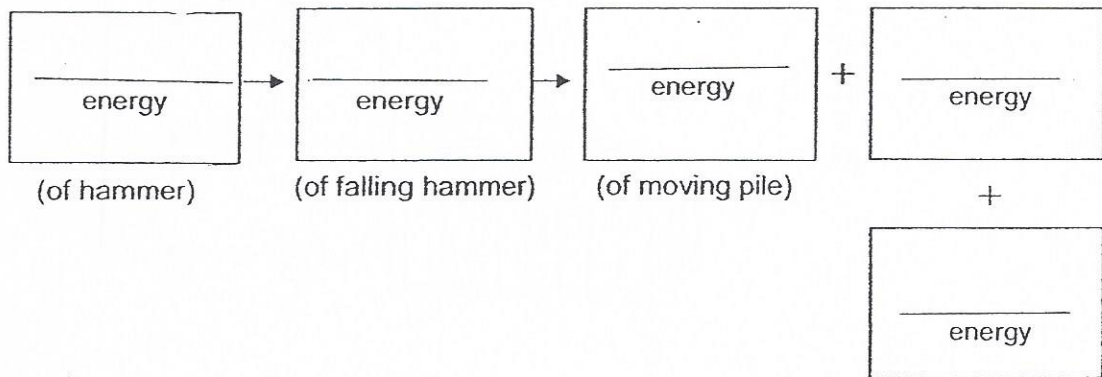 energy
energy
energy
+
energy
(of hammer)
(of falling hammer)
(of moving pile)
+
energy